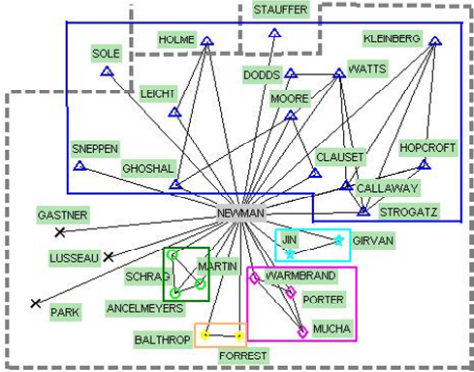 STAUFFER
HOLME
KLEINBERG
SOLE
DODDS
WATTS
LEICHT
MOORE
SNEPPEN
GHOSHAL
CLAUSET
HOPCROFT
CALLAWAY
GASTNER
NEWMAN
STROGATZ
JIN
GIRVAN
LUSSEAU
SCHRAG
MARTIN
WARMBRAND
PARK
ANCELMEYERS
PORTER
MUCHA
BALTHROP
FORREST